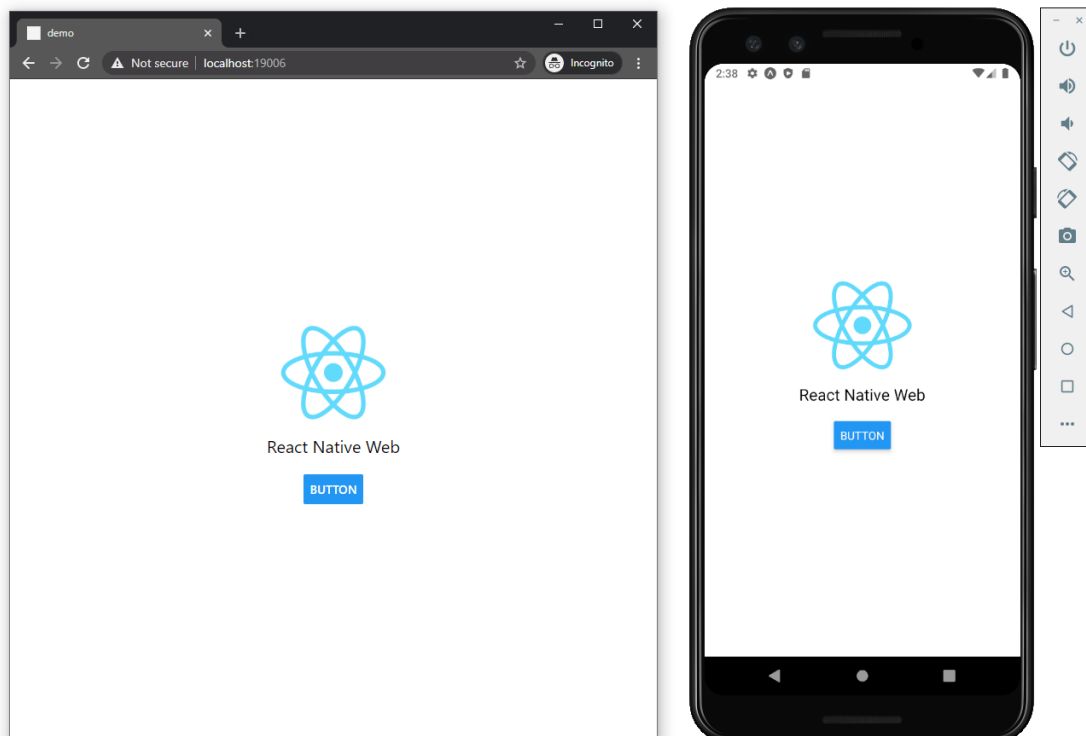 demo
Not secure localhost:19006
Incognito
React Native Web
BUTTON
2:38
React Native Web
BUTTON